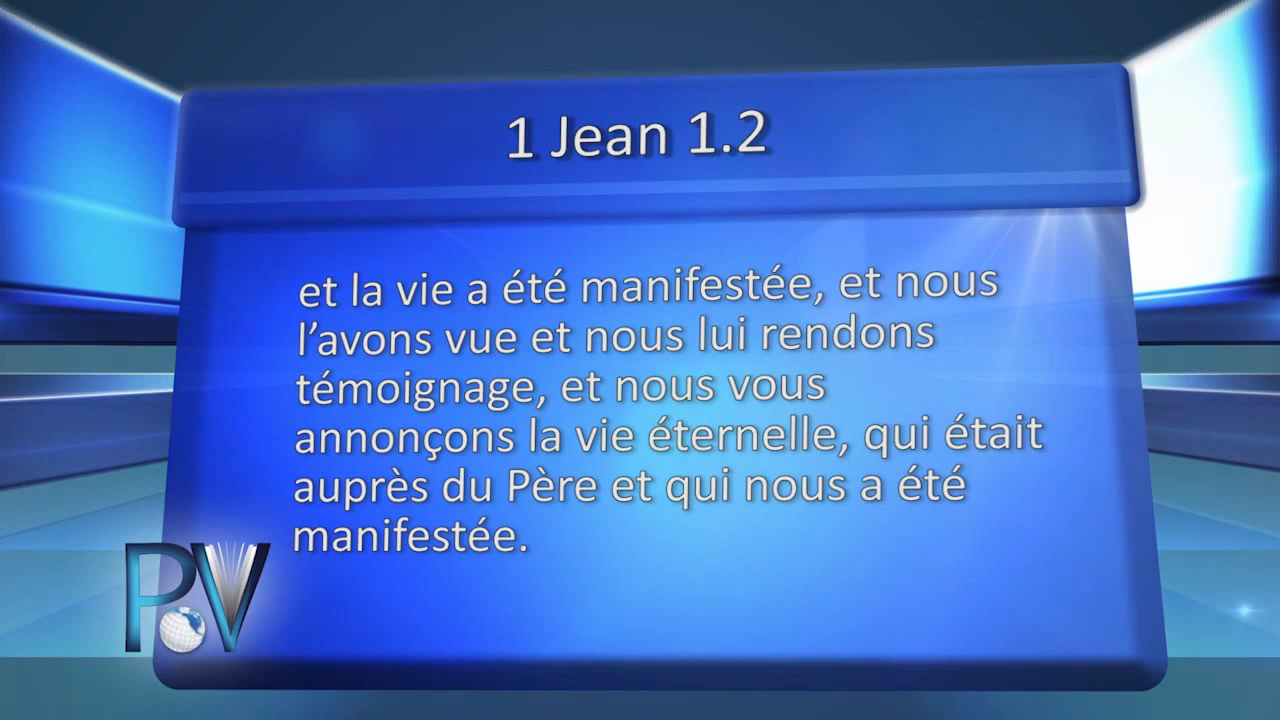 1 Jean 1.2
et la vie a été manifestée, et nous
l’avons vue et nous lui rendons
témoignage, et nous vous
annonçons la vie éternelle, qui était
auprès du Père et qui nous a été
manifestée.
PV